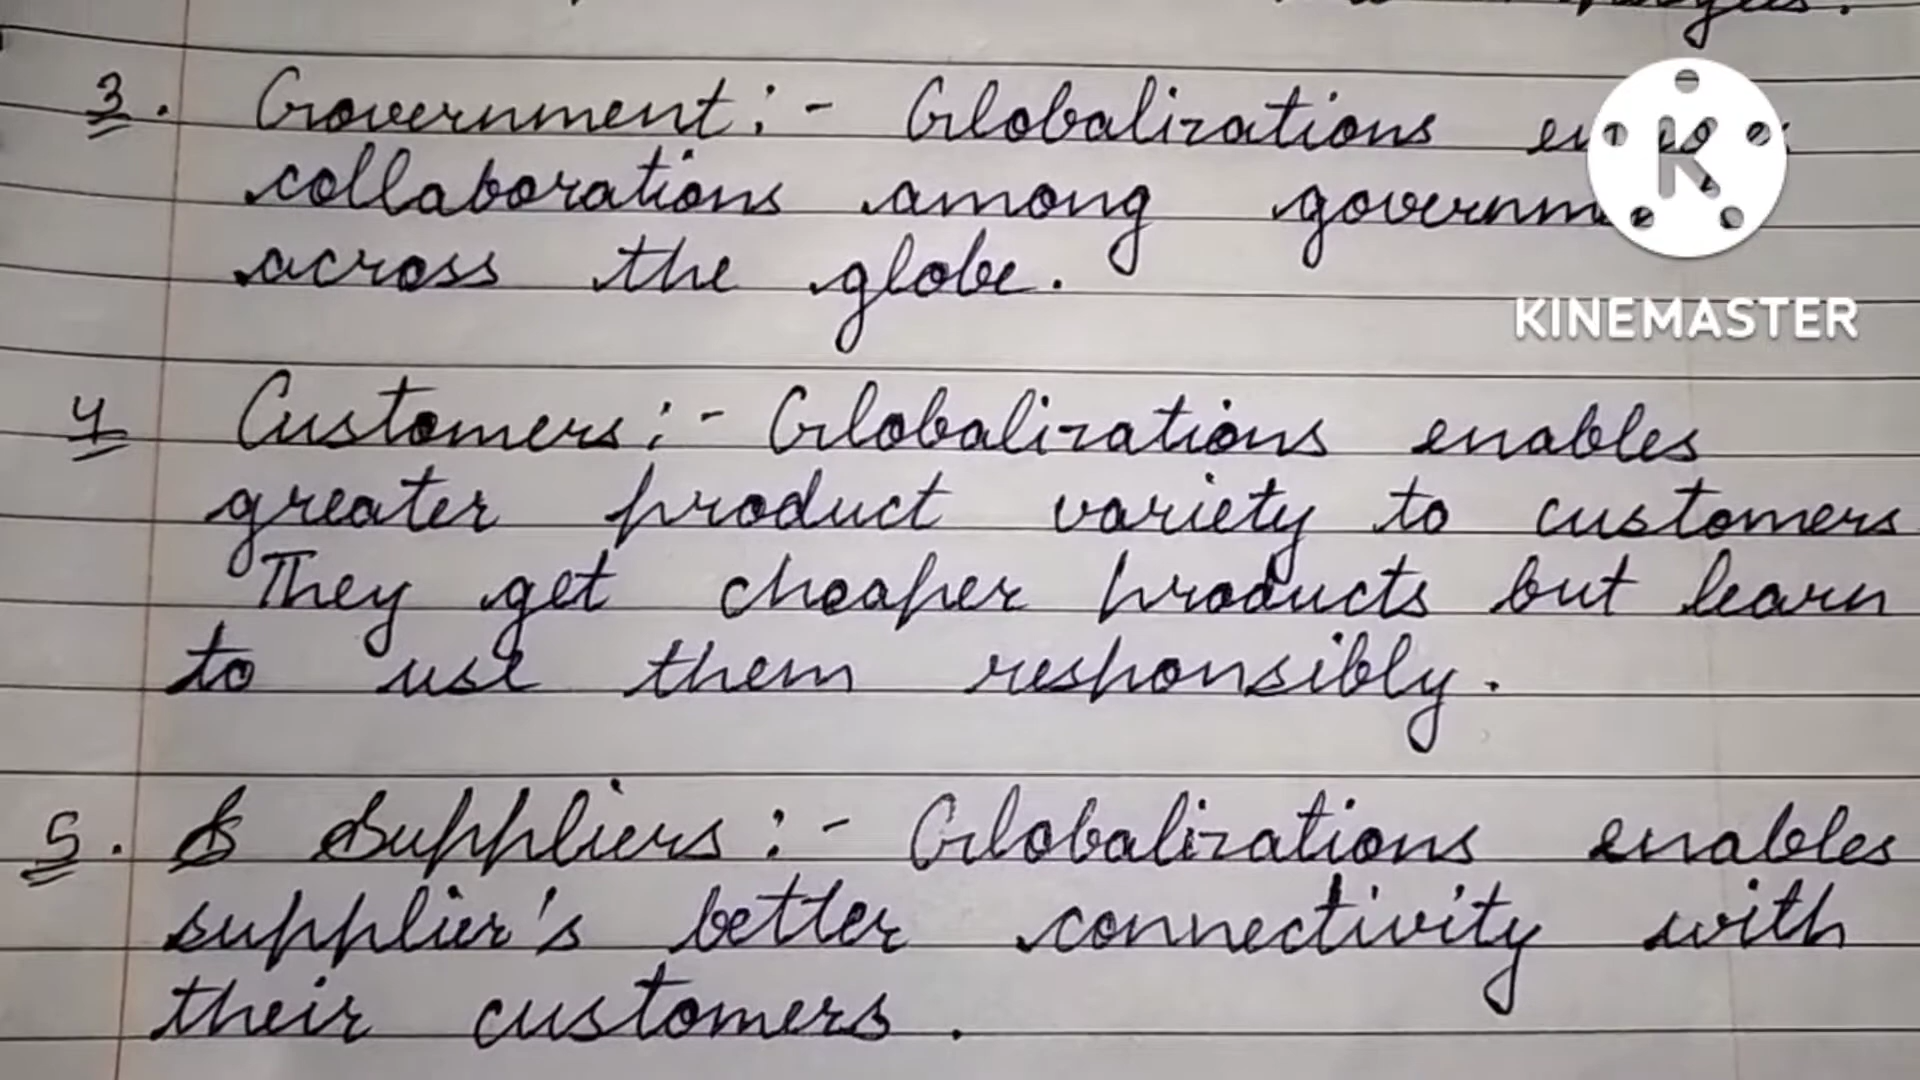 3. Government:- Globalizations
collaborations among
across the globe.
KINEMASTER
4 Customers:- Globalizations enables
greater product variety to customers
They get cheaper products but learn
to use them responsibly.
5. S Suppliers:- Globalizations enables
supplier's better connectivity with
their customers.